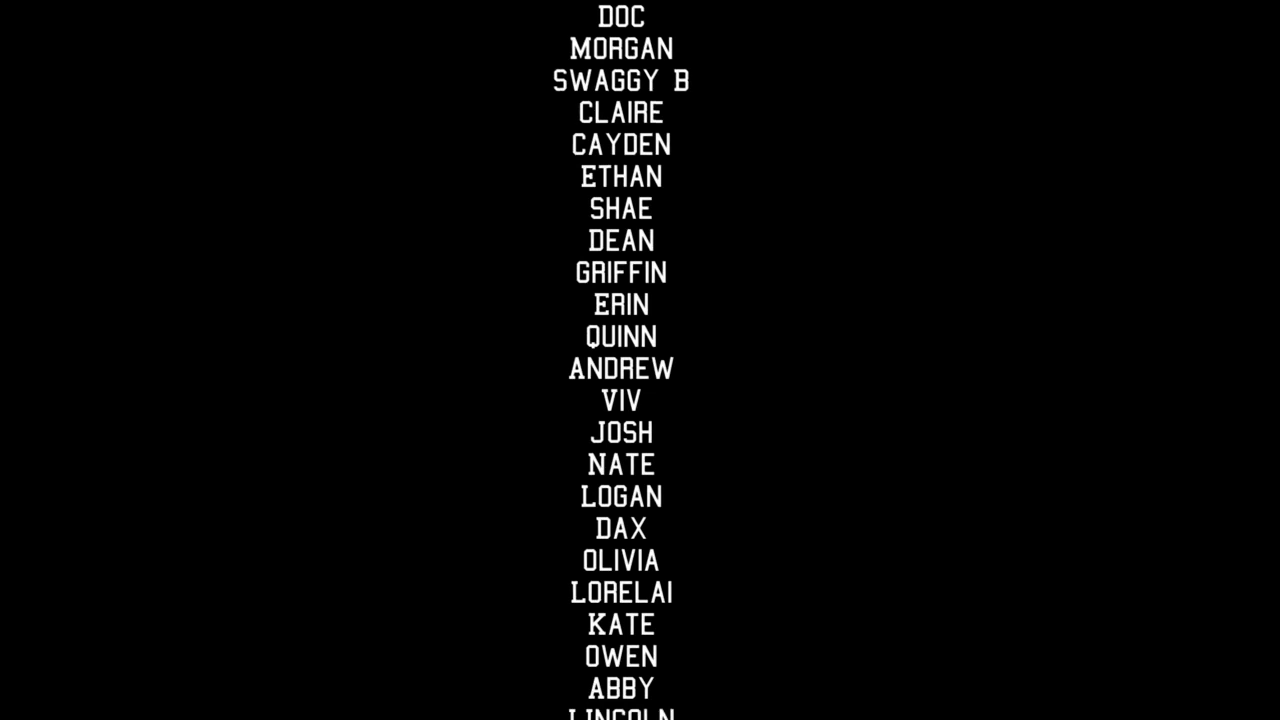 DOC
MORGAN
SWAGGY B
CLAIRE
CAYDEN
ETHAN
SHAE
DEAN
GRIFFIN
ERIN
QUINN
ANDREW
VIV
JOSH
NATE
LOGAN
DAX
OLIVIA
LORELAI
KATE
OWEN
ABBY
LINCOLN